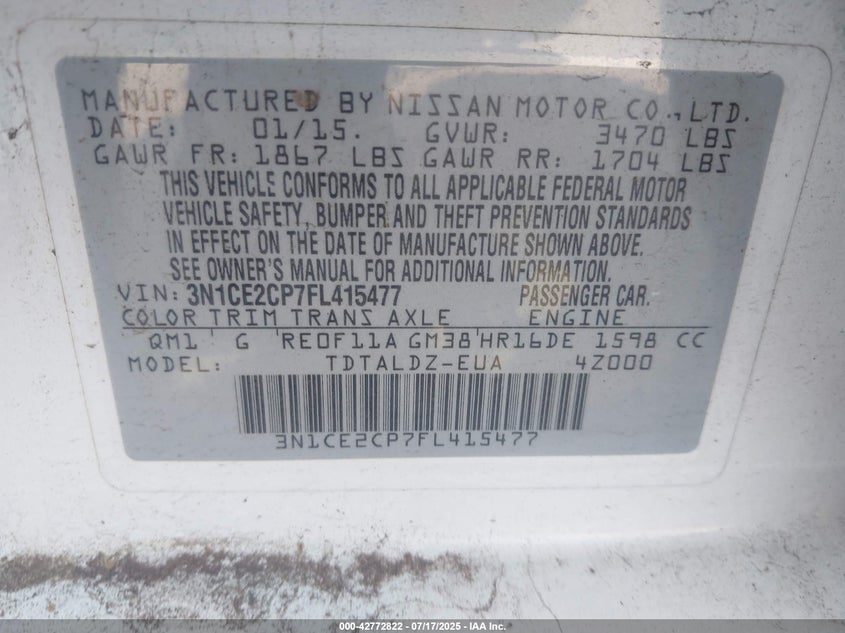 MANUFACTURED BY NISSAN MOTOR CO., LTD.
DATE: 01/15. GVWR: 3470 LBS
GAWR FR: 1867 LBS GAWR RR: 1704 LBS
THIS VEHICLE CONFORMS TO ALL APPLICABLE FEDERAL MOTOR
VEHICLE SAFETY, BUMPER AND THEFT PREVENTION STANDARDS
IN EFFECT ON THE DATE OF MANUFACTURE SHOWN ABOVE.
SEE OWNER'S MANUAL FOR ADDITIONAL INFORMATION.
VIN: 3N1CE2CP7FL415477 PASSENGER CAR.
COLOR TRIM TRANS AXLE ENGINE
QM1 G RE0F11A GM38 HR16DE 1598 CC
MODEL: TDTALDZ-EUA 4Z000
3N1CE2CP7FL415477
000-42772822 - 07/17/2025 - IAA Inc.